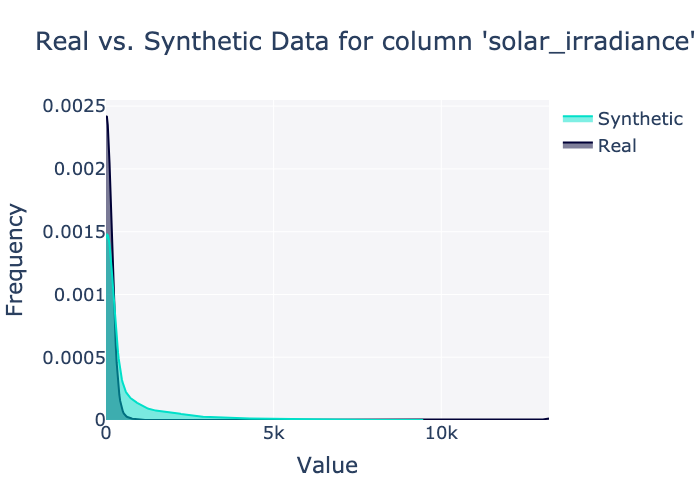 Real vs. Synthetic Data for column 'solar_irradiance'
Synthetic
Real
Frequency
0.0025
0.002
0.0015
0.001
0.0005
0
0
5k
10k
Value